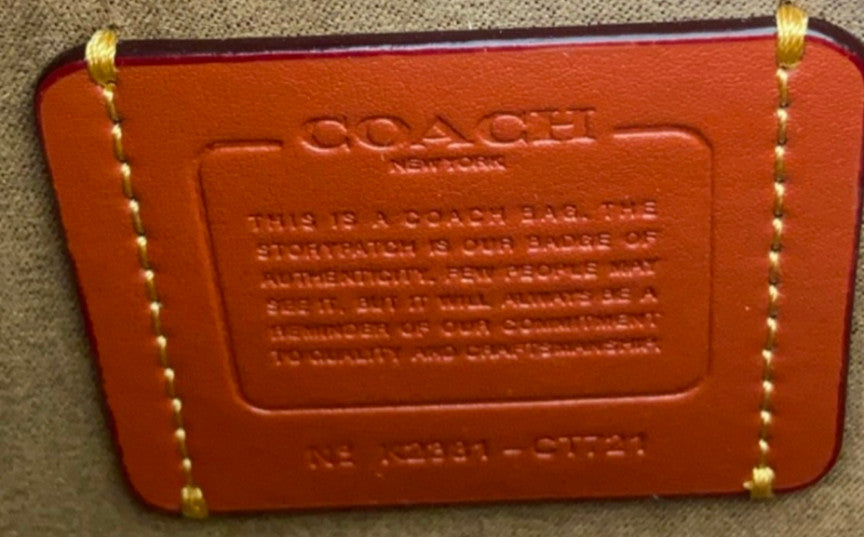 COACH
NEW YORK
THIS IS A COACH BAG. THE
STORYPATCH IS OUR BADGE OF
AUTHENTICITY. FEW PEOPLE MAY
SEE IT, BUT IT WILL ALWAYS BE A
REMINDER OF OUR COMMITMENT
TO QUALITY AND CRAFTSMANSHIP.
Nº